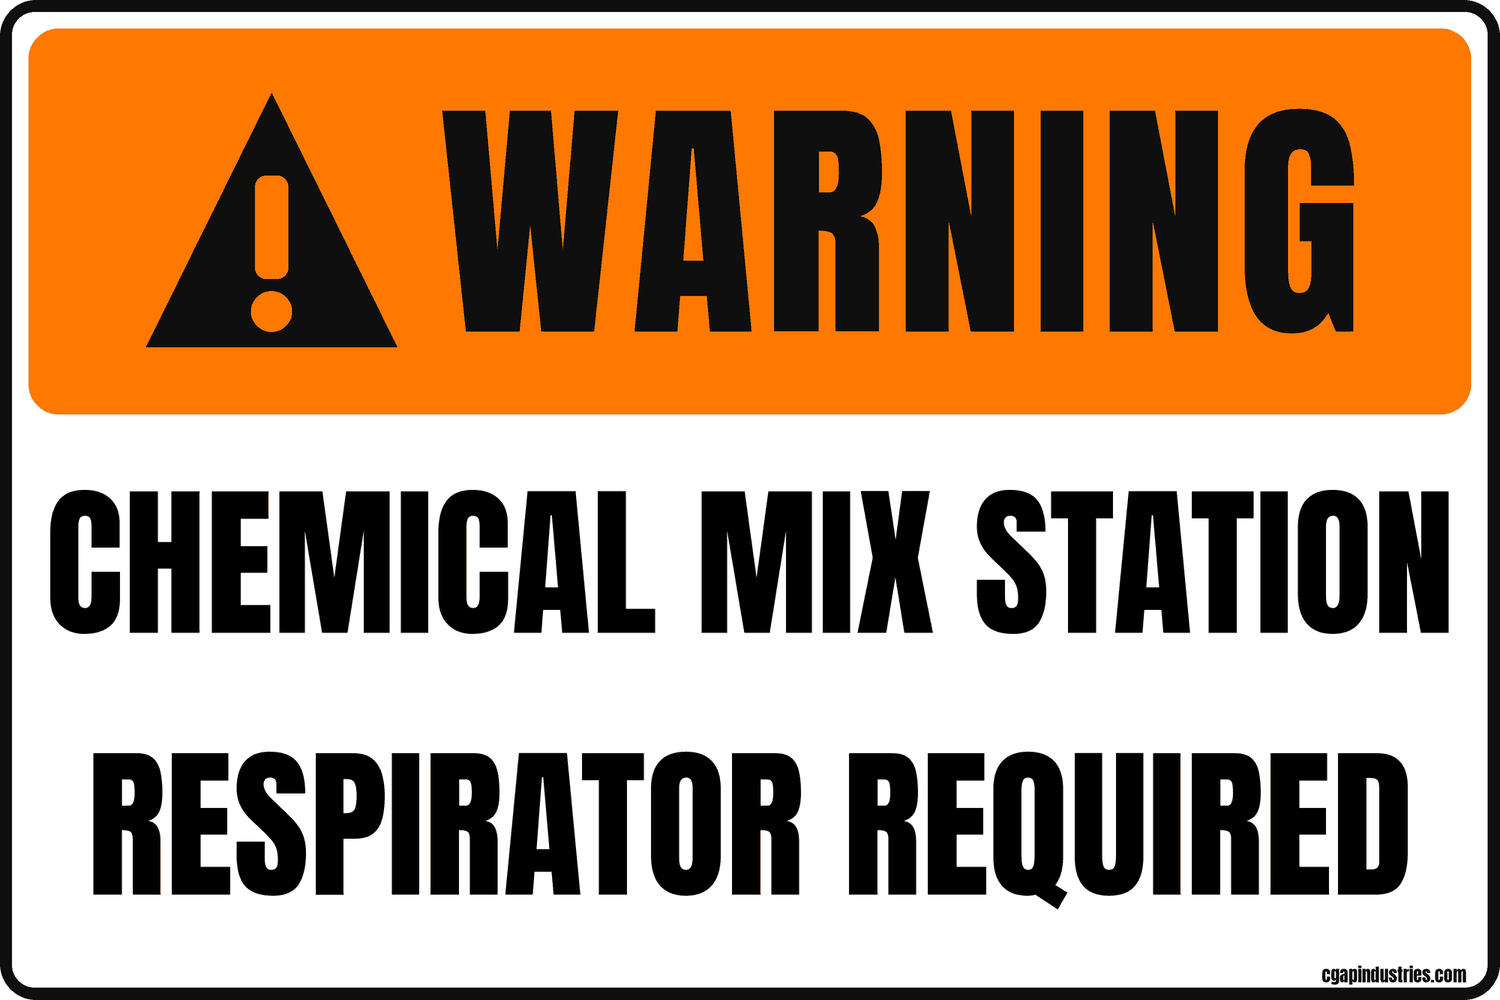 WARNING
CHEMICAL MIX STATION
RESPIRATOR REQUIRED
cgapindustries.com